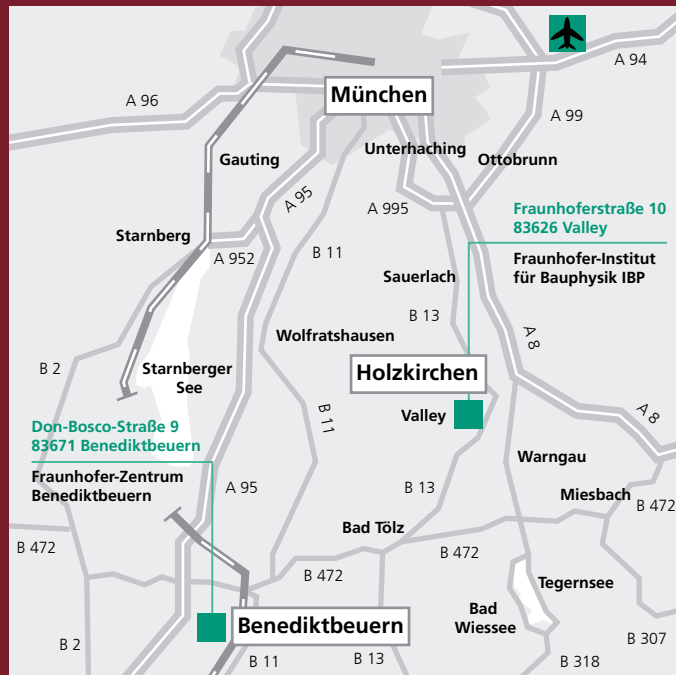 A 94
A 96
München
A 99
Gauting
Unterhaching
Ottobrunn
A 95
A 995
Fraunhoferstraße 10
83626 Valley
Fraunhofer-Institut
für Bauphysik IBP
Starnberg
A 952
B 11
Sauerlach
B 13
Wolfratshausen
A 8
B 2
Starnberger
See
Holzkirchen
A 8
B 11
Valley
Don-Bosco-Straße 9
83671 Benediktbeuern
Fraunhofer-Zentrum
Benediktbeuern
Warngau
A 95
B 13
Miesbach
B 472
Bad Tölz
B 472
B 472
B 472
Tegernsee
Bad
Wiessee
Benediktbeuern
B 2
B 11
B 13
B 318
B 307